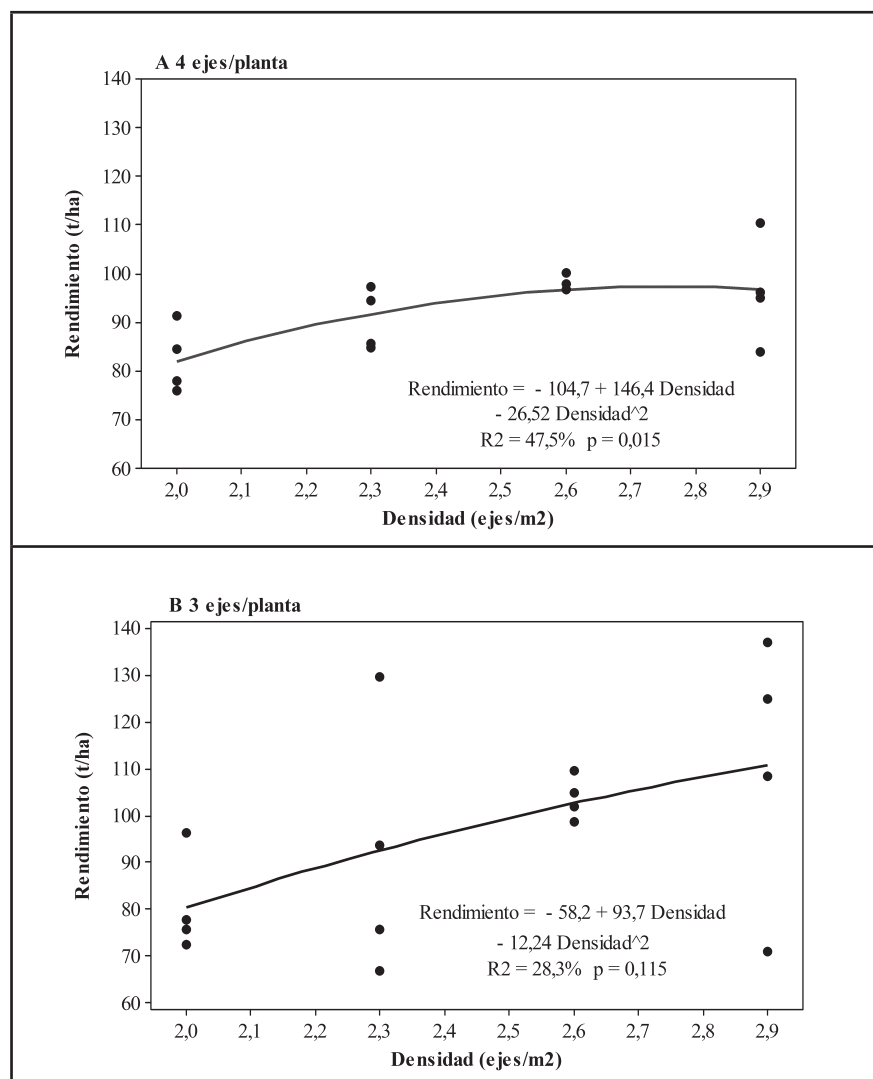 A 4 ejes/planta
140
130
120
110
100
90
80
70
60
Rendimiento (t/ha)
Rendimiento = - 104,7 + 146,4 Densidad
- 26,52 Densidad^2
R2 = 47,5% p = 0,015
2,0 2,1 2,2 2,3 2,4 2,5 2,6 2,7 2,8 2,9
Densidad (ejes/m2)
B 3 ejes/planta
140
130
120
110
100
90
80
70
60
Rendimiento (t/ha)
Rendimiento = - 58,2 + 93,7 Densidad
- 12,24 Densidad^2
R2 = 28,3% p = 0,115
2,0 2,1 2,2 2,3 2,4 2,5 2,6 2,7 2,8 2,9
Densidad (ejes/m2)